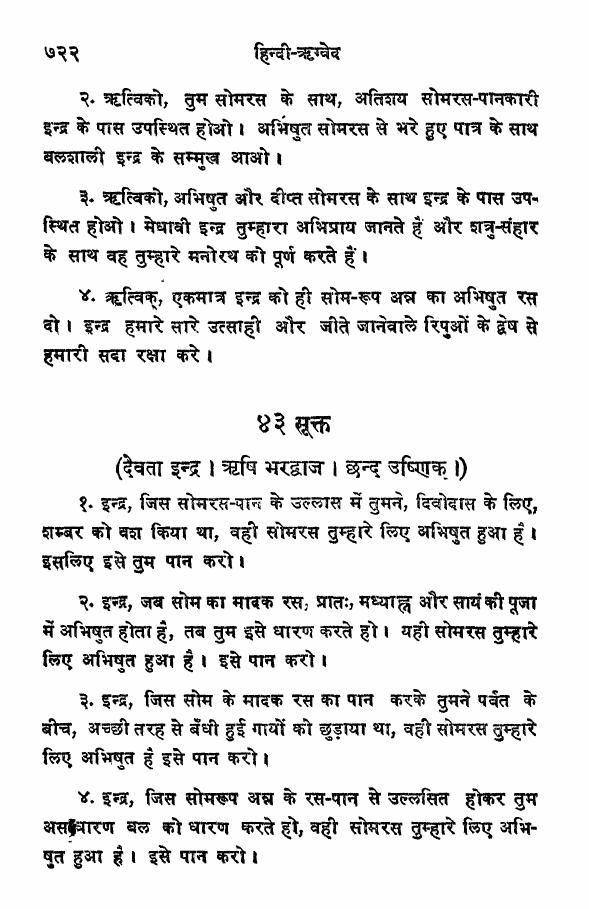 ७२२ हिन्दी-ऋग्वेद
२. ऋत्विको, तुम सोमरस के साथ, अतिशय सोमरस-पानकारी
इन्द्र के पास उपस्थित होओ। अभिषुत सोमरस से भरे हुए पात्र के साथ
बलशाली इन्द्र के सम्मुख आओ।
३. ऋत्विको, अभिषुत और दीप्त सोमरस के साथ इन्द्र के पास उप-
स्थित होओ। मेधावी इन्द्र तुम्हारा अभिप्राय जानते हैं और शत्रु-संहार
के साथ वह तुम्हारे मनोरथ को पूर्ण करते हैं।
४. ऋत्विक्, एकमात्र इन्द्र को ही सोम-रूप अन्न का अभिषुत रस
दो। इन्द्र हमारे सारे उत्साही और जीते जानेवाले रिपुओं के द्वेष से
हमारी सदा रक्षा करे।
४३ सूक्त
(देवता इन्द्र। ऋषि भरद्वाज। छन्द उष्णिक्।)
१. इन्द्र, जिस सोमरस-पान के उल्लास में तुमने, दिवोदास के लिए,
शम्बर को वश किया था, वही सोमरस तुम्हारे लिए अभिषुत हुआ है।
इसलिए इसे तुम पान करो।
२. इन्द्र, जब सोम का मादक रस, प्रातः, मध्याह्न और सायं की पूजा
में अभिषुत होता है, तब तुम इसे धारण करते हो। यही सोमरस तुम्हारे
लिए अभिषुत हुआ है। इसे पान करो।
३. इन्द्र, जिस सोम के मादक रस का पान करके तुमने पर्वत के
बीच, अच्छी तरह से बँधी हुई गायों को छुड़ाया था, वही सोमरस तुम्हारे
लिए अभिषुत है इसे पान करो।
४. इन्द्र, जिस सोमरूप अन्न के रस-पान से उल्लसित होकर तुम
असाधारण बल को धारण करते हो, वही सोमरस तुम्हारे लिए अभि-
षुत हुआ है। इसे पान करो।